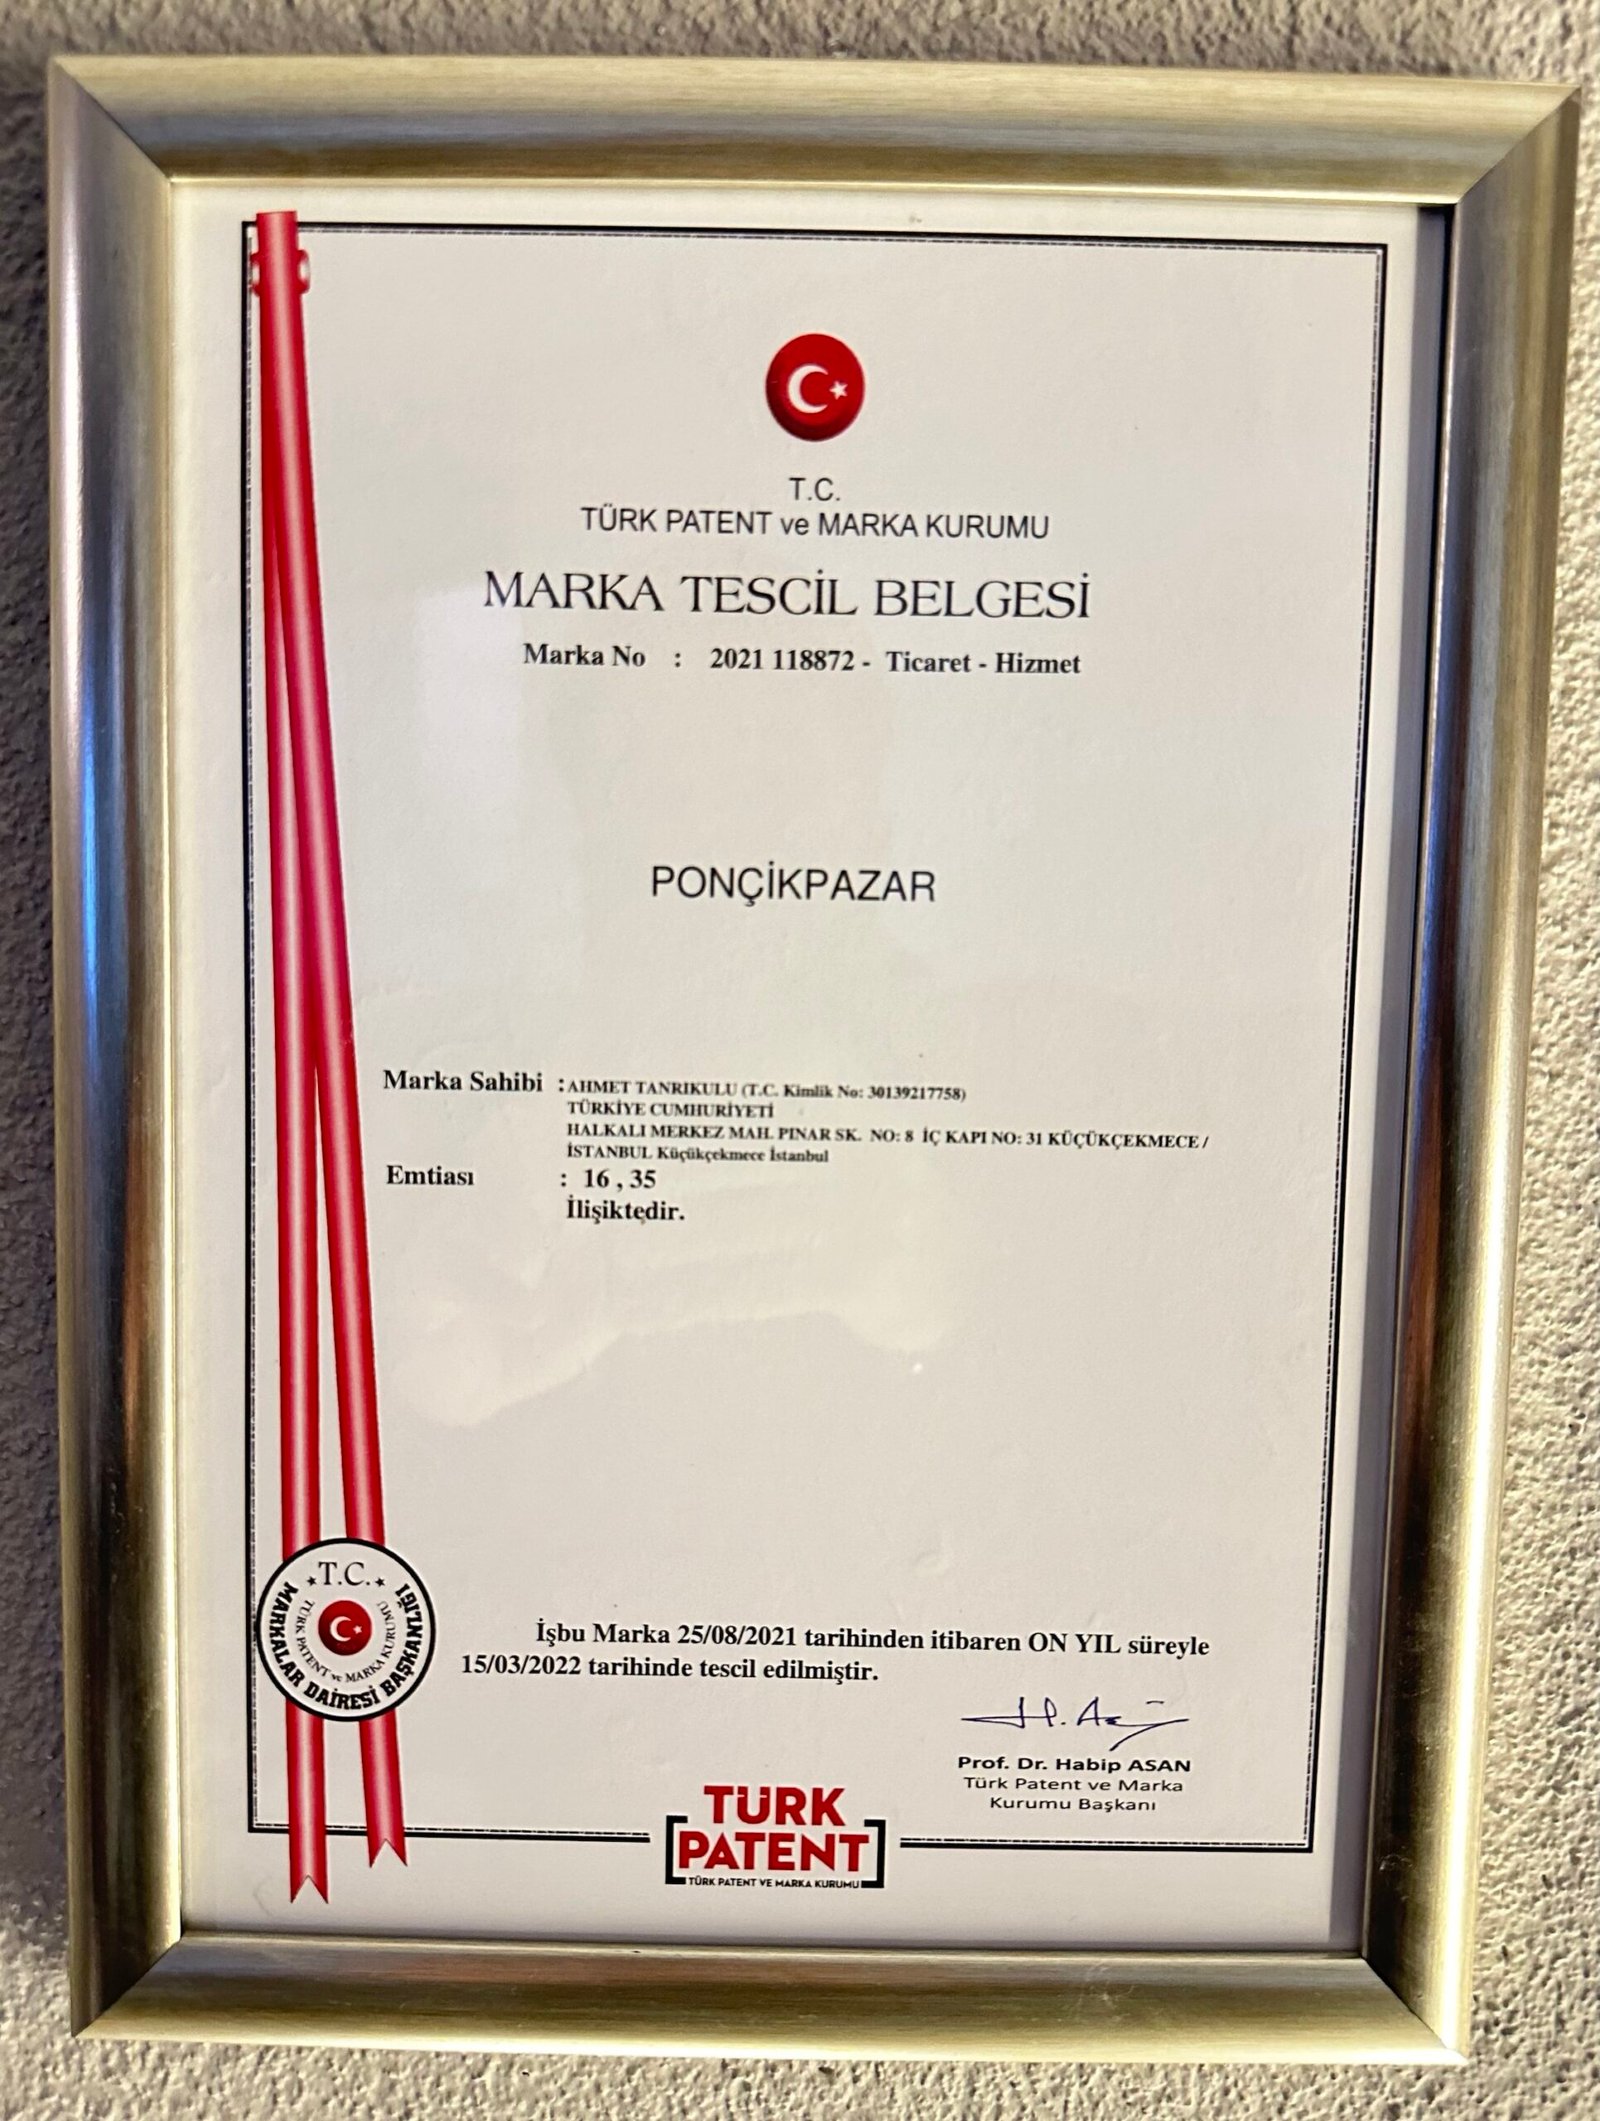 T.C.
TÜRK PATENT ve MARKA KURUMU
MARKA TESCİL BELGESİ
Marka No : 2021 118872 - Ticaret - Hizmet
PONÇİKPAZAR
Marka Sahibi : AHMET TANRIKULU (T.C. Kimlik No: 30139217758)
TÜRKİYE CUMHURİYETİ
HALKALI MERKEZ MAH. PINAR SK. NO: 8 İÇ KAPI NO: 31 KÜÇÜKÇEKMECE /
İSTANBUL Küçükçekmece İstanbul
Emtiası : 16 , 35
İlişiktedir.
T.C.
TÜRK PATENT ve MARKA KURUMU
MARKALAR DAİRESİ BAŞKANLIĞI
İşbu Marka 25/08/2021 tarihinden itibaren ON YIL süreyle
15/03/2022 tarihinde tescil edilmiştir.
Prof. Dr. Habip ASAN
Türk Patent ve Marka
Kurumu Başkanı
TÜRK
PATENT
TÜRK PATENT VE MARKA KURUMU